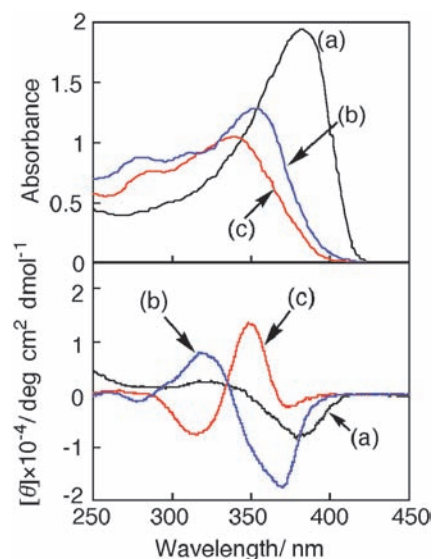 2
(a)
1.5
(b)
1
0.5
(c)
0
Absorbance
2
(b)
(c)
1
0
-1
(a)
-2
[θ]×10⁻⁴/ deg cm² dmol⁻¹
250 300 350 400 450
Wavelength/ nm